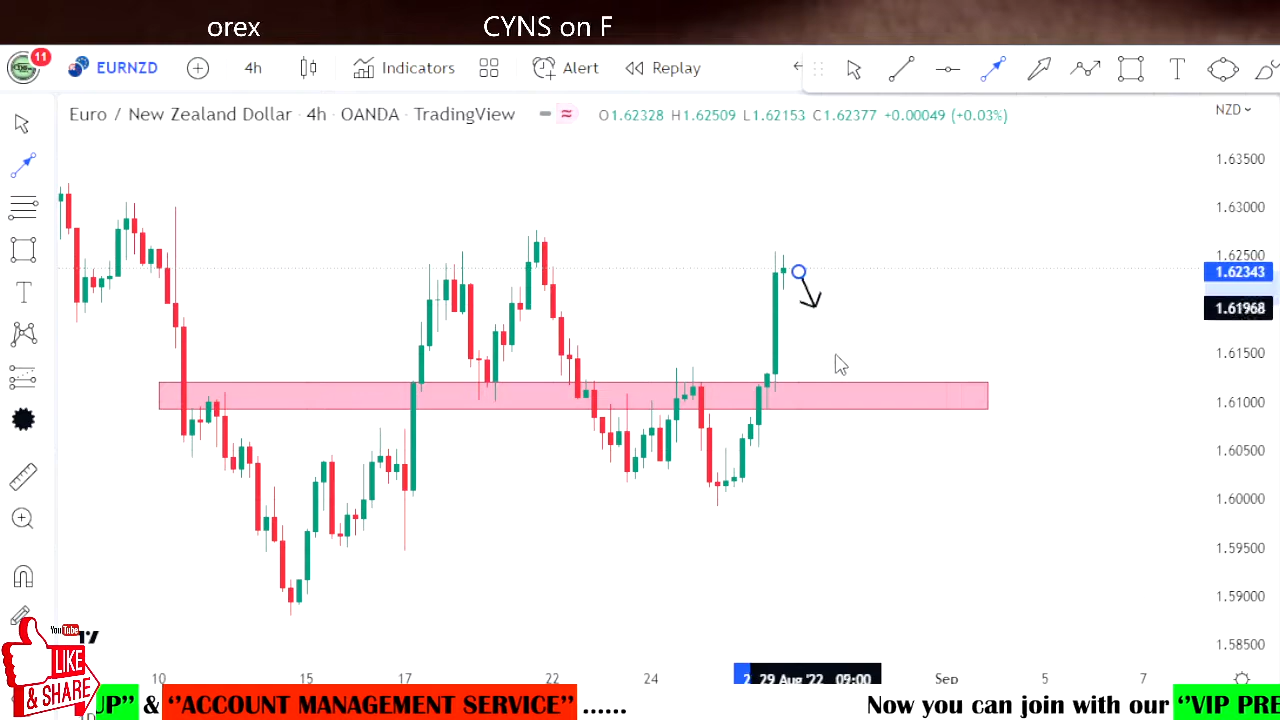 orex CYNS on F
11 EURNZD 4h Indicators Alert Replay
Euro / New Zealand Dollar · 4h · OANDA · TradingView O1.62328 H1.62509 L1.62153 C1.62377 +0.00049 (+0.03%) NZD
1.63500
1.63000
1.62500
1.62343
1.61968
1.61500
1.61000
1.60500
1.60000
1.59500
1.59000
1.58500
10 15 17 22 24 29 Aug '22 09:00 Sep 5 7
YouTube
LIKE
& SHARE
UP” & “ACCOUNT MANAGEMENT SERVICE” ...... Now you can join with our “VIP PRE